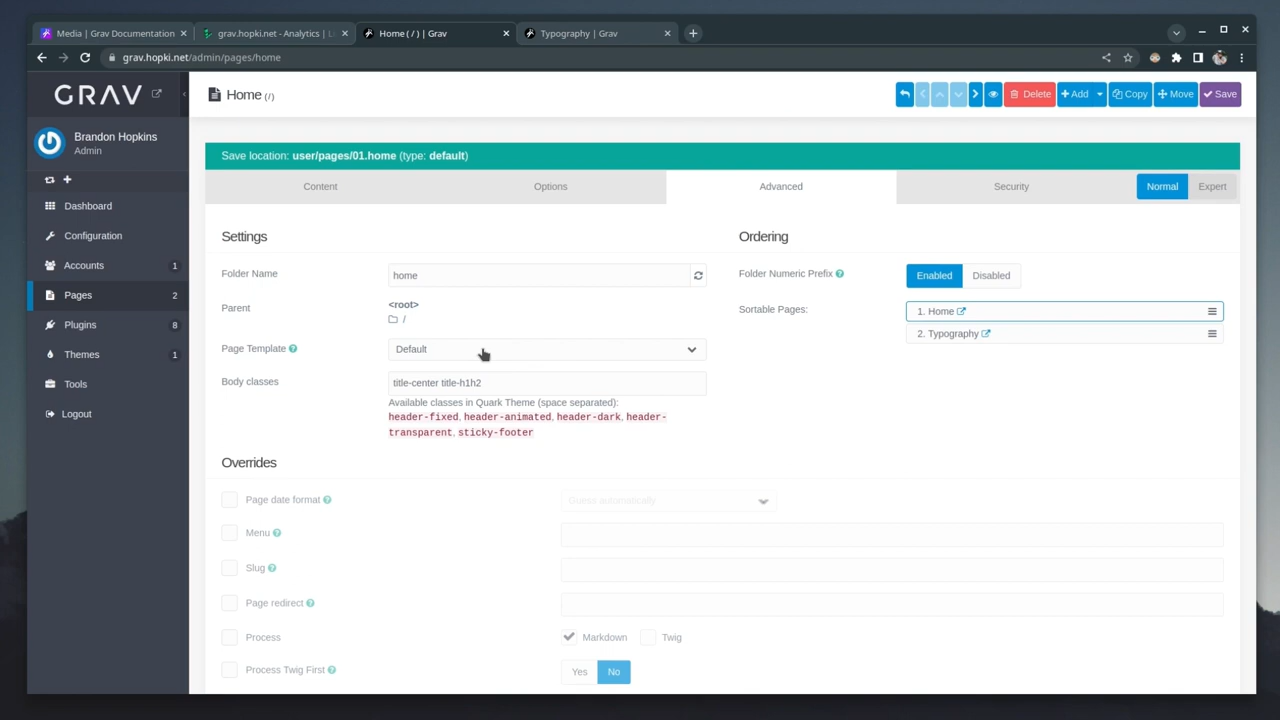 Media | Grav Documentation
grav.hopki.net - Analytics |
Home ( / ) | Grav
Typography | Grav
grav.hopki.net/admin/pages/home
GRAV
Home (/)
Delete
Add
Copy
Move
Save
Brandon Hopkins
Admin
Dashboard
Configuration
Accounts 1
Pages 2
Plugins 8
Themes 1
Tools
Logout
Save location: user/pages/01.home (type: default)
Content
Options
Advanced
Security
Normal
Expert
Settings
Folder Name
home
Parent
<root>
/
Page Template
Default
Body classes
title-center title-h1h2
Available classes in Quark Theme (space separated):
header-fixed, header-animated, header-dark, header-
transparent, sticky-footer
Ordering
Folder Numeric Prefix
Enabled
Disabled
Sortable Pages:
1. Home
2. Typography
Overrides
Page date format
Guess automatically
Menu
Slug
Page redirect
Process
Markdown
Twig
Process Twig First
Yes
No